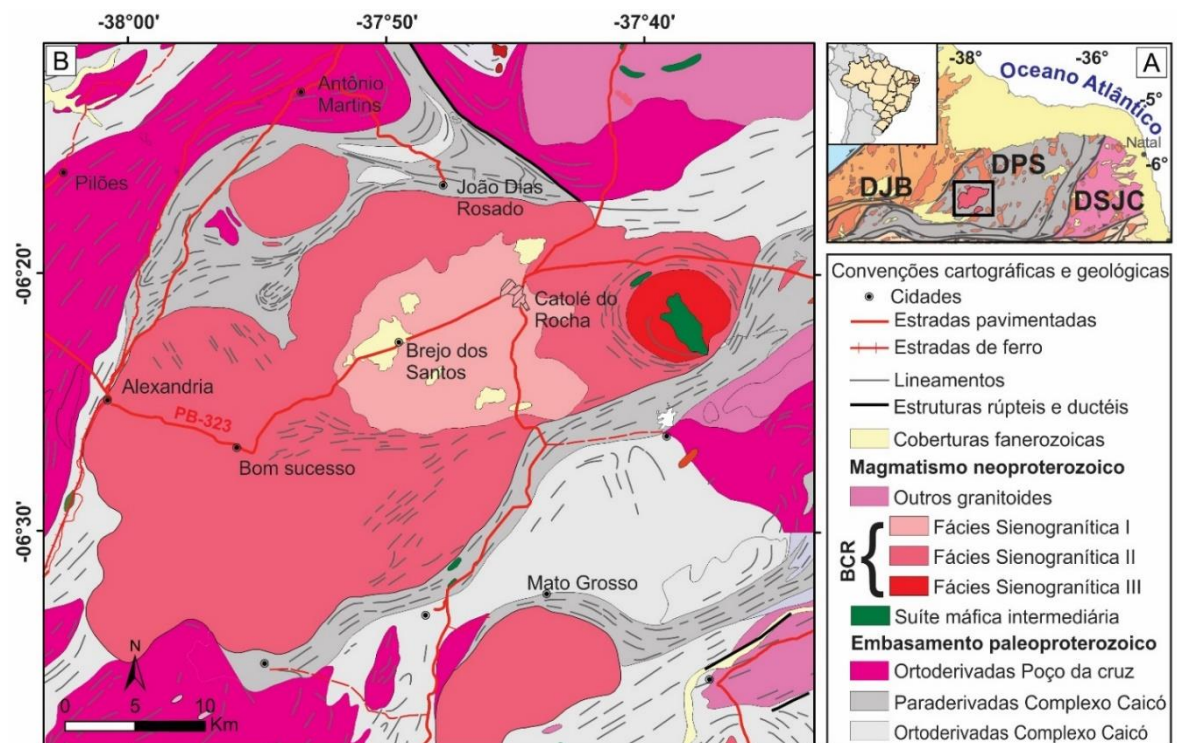 -38°00'
-37°50'
-37°40'
B
Antônio
Martins
Pilões
João Dias
Rosado
-06°20'
Catolé do
Rocha
Brejo dos
Santos
Alexandria
PB-323
Bom sucesso
-06°30'
Mato Grosso
N
0 5 10
Km
-38°
-36°
A
Oceano Atlântico
-5°
Natal
-6°
DPS
DJB
DSJC
Convenções cartográficas e geológicas
Cidades
Estradas pavimentadas
Estradas de ferro
Lineamentos
Estruturas rúpteis e ductéis
Coberturas fanerozoicas
Magmatismo neoproterozoico
Outros granitoides
BCR
Fácies Sienogranítica I
Fácies Sienogranítica II
Fácies Sienogranítica III
Suíte máfica intermediária
Embasamento paleoproterozoico
Ortoderivadas Poço da cruz
Paraderivadas Complexo Caicó
Ortoderivadas Complexo Caicó